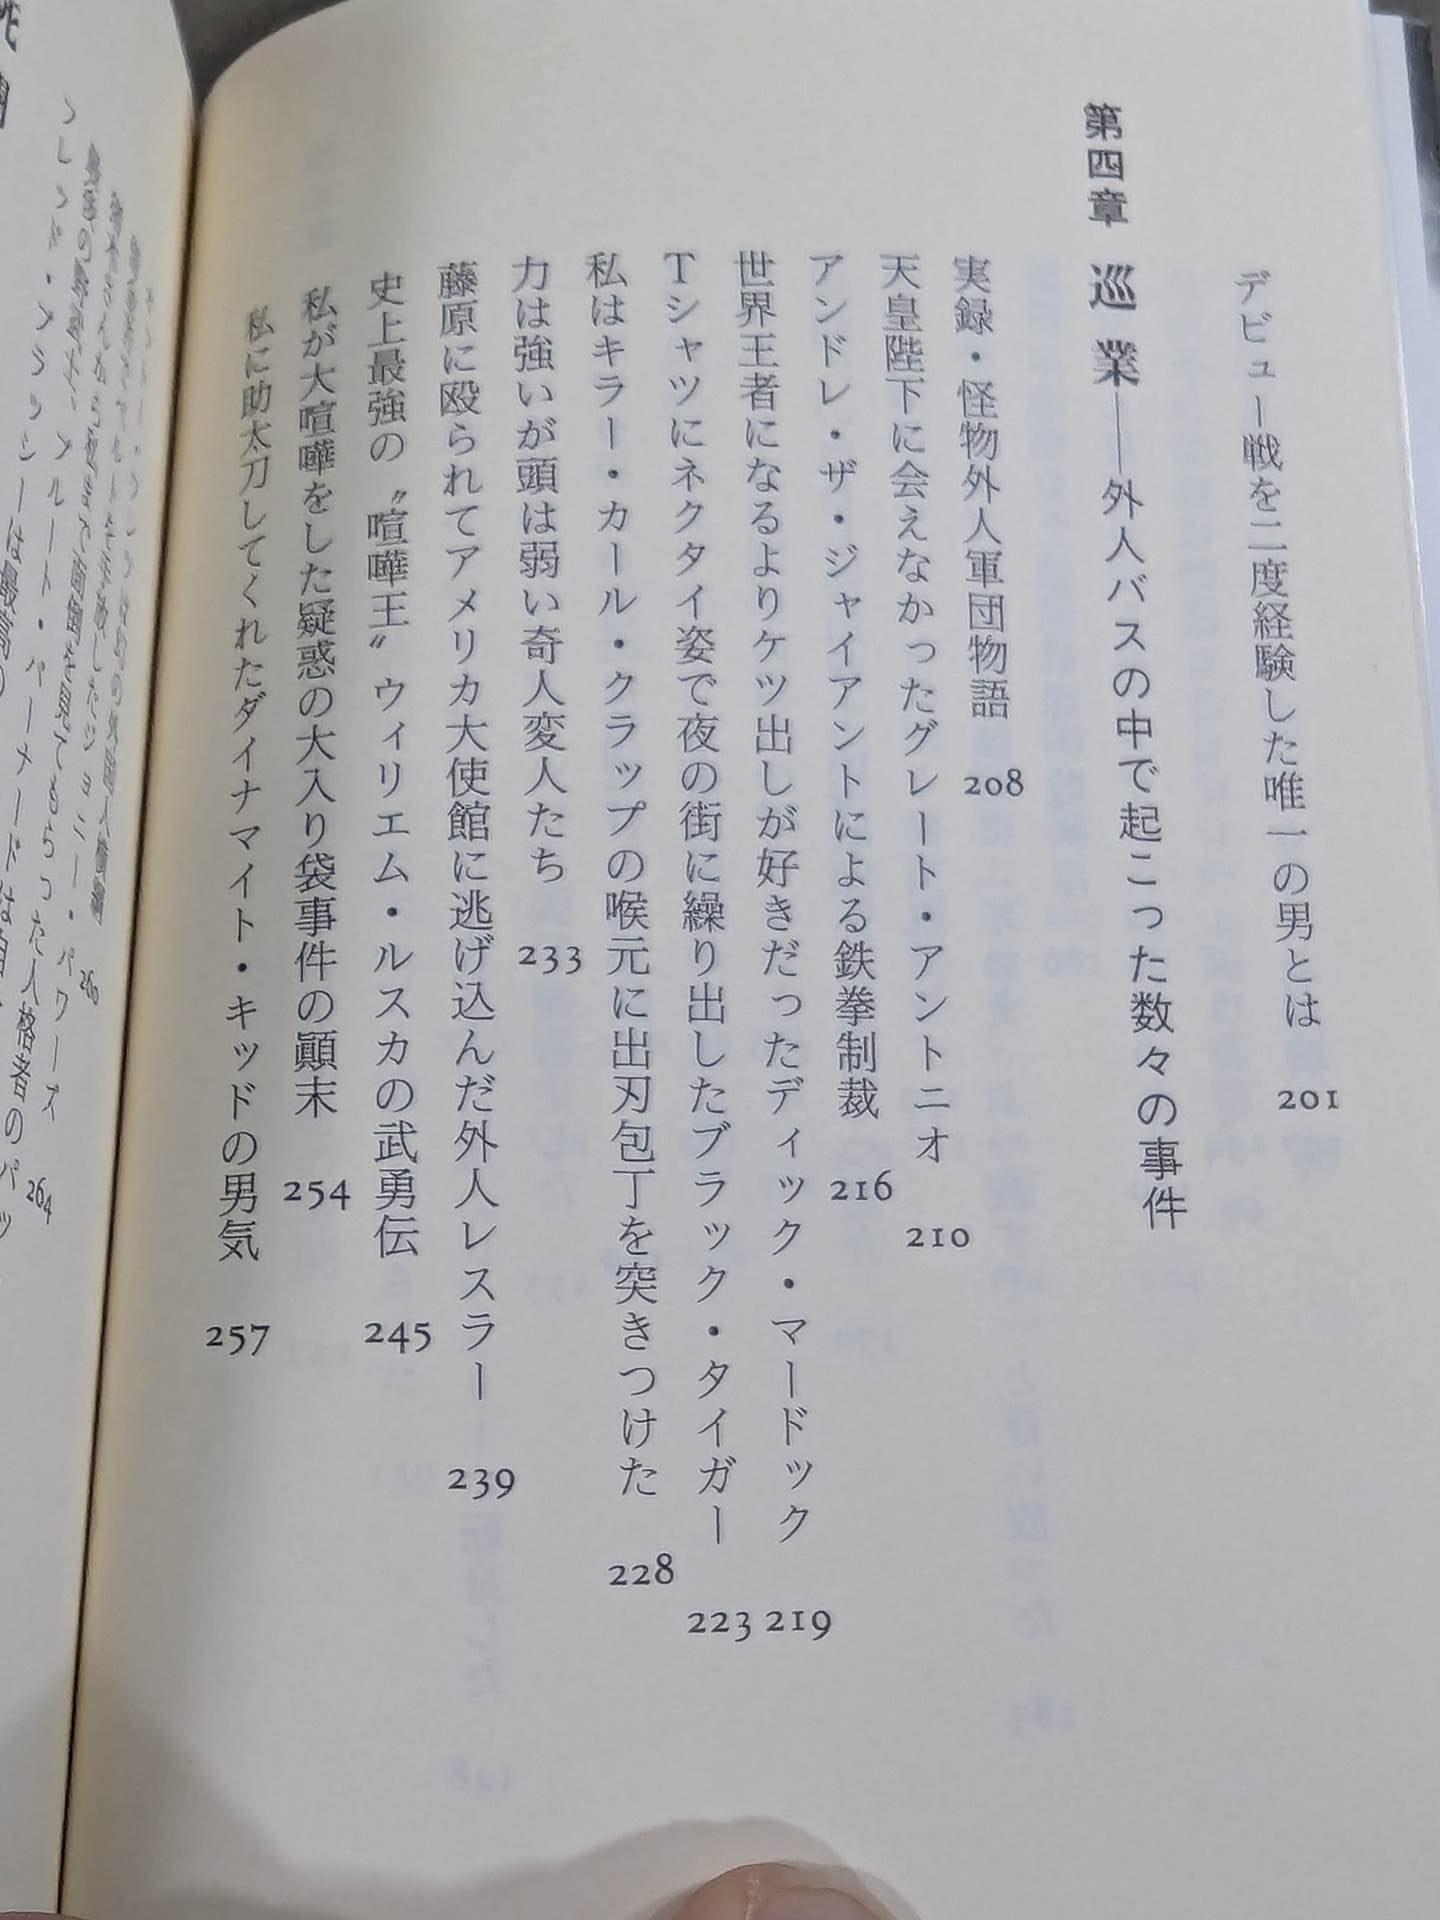 デビュー戦を二度経験した唯一の男とは 201
第四章 巡業――外人バスの中で起こった数々の事件
実録・怪物外人軍団物語 208
天皇陛下に会えなかったグレート・アントニオ 210
アンドレ・ザ・ジャイアントによる鉄拳制裁 216
世界王者になるよりケツ出しが好きだったディック・マードック 219
Tシャツにネクタイ姿で夜の街に繰り出したブラック・タイガー 223
私はキラー・カール・クラップの喉元に出刃包丁を突きつけた 228
力は強いが頭は弱い奇人変人たち 233
藤原に殴られてアメリカ大使館に逃げ込んだ外人レスラー 239
史上最強の〝喧嘩王〟ウィリエム・ルスカの武勇伝 245
私が大喧嘩をした疑惑の大入り袋事件の顚末 254
私に助太刀してくれたダイナマイト・キッドの男気 257
260
264